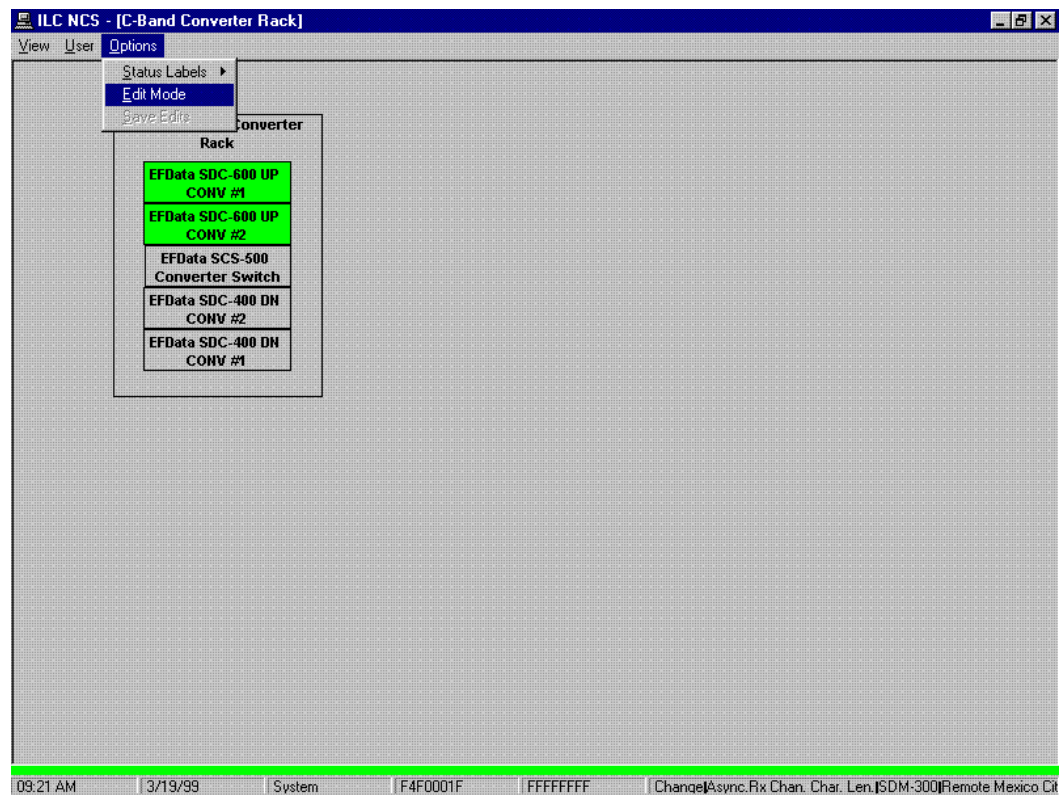 ILC NCS - [C-Band Converter Rack]
View User Options
Status Labels
Edit Mode
Save Edits
Converter
Rack
EFData SDC-600 UP
CONV #1
EFData SDC-600 UP
CONV #2
EFData SCS-500
Converter Switch
EFData SDC-400 DN
CONV #2
EFData SDC-400 DN
CONV #1
09:21 AM 3/19/99 System F4F0001F FFFFFFFF Change|Async.Rx Chan. Char. Len.|SDM-300|Remote Mexico Cit